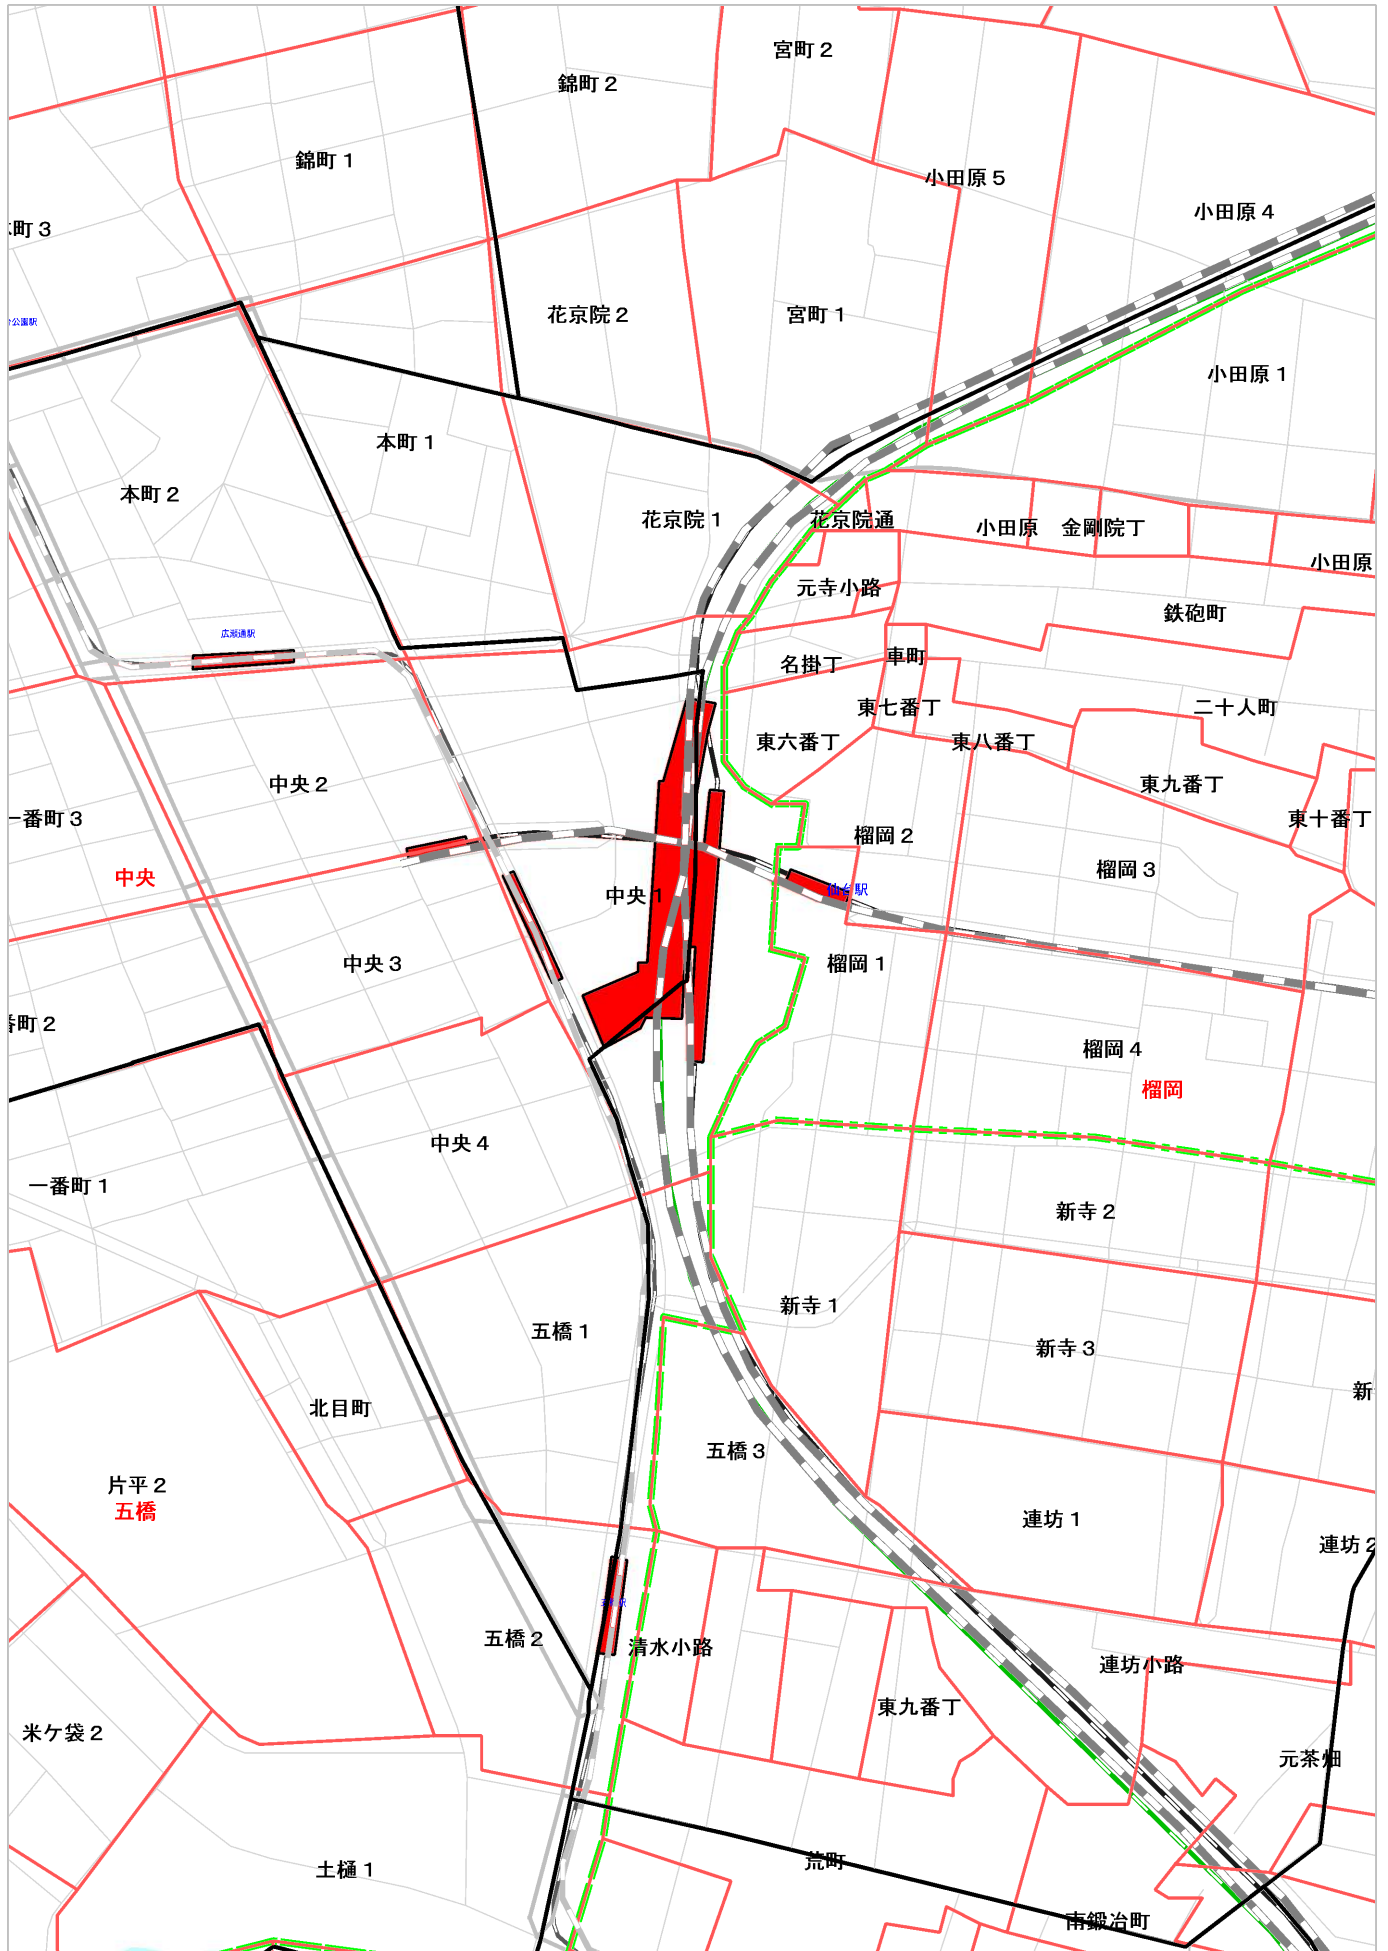 宮町2
錦町2
錦町1
小田原5
小田原4
町3
花京院2
宮町1
公園駅
小田原1
本町1
本町2
花京院1
花京院通
小田原
金剛院丁
小田原
元寺小路
鉄砲町
広瀬通駅
名掛丁
車町
東七番丁
二十人町
東六番丁
東八番丁
中央2
東九番丁
一番町3
東十番丁
榴岡2
榴岡3
中央
仙台駅
中央1
中央3
榴岡1
番町2
榴岡4
榴岡
中央4
一番町1
新寺2
新寺1
五橋1
新寺3
新
北目町
五橋3
片平2
五橋
連坊1
連坊2
五橋2
清水小路
連坊小路
東九番丁
米ケ袋2
元茶畑
荒町
土樋1
南鍛冶町